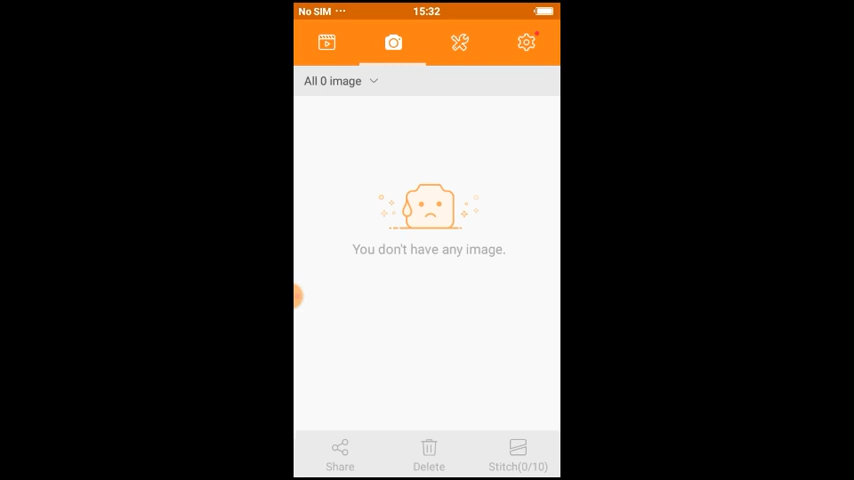 No SIM ··· 15:32
All 0 image
You don't have any image.
Share Delete Stitch(0/10)